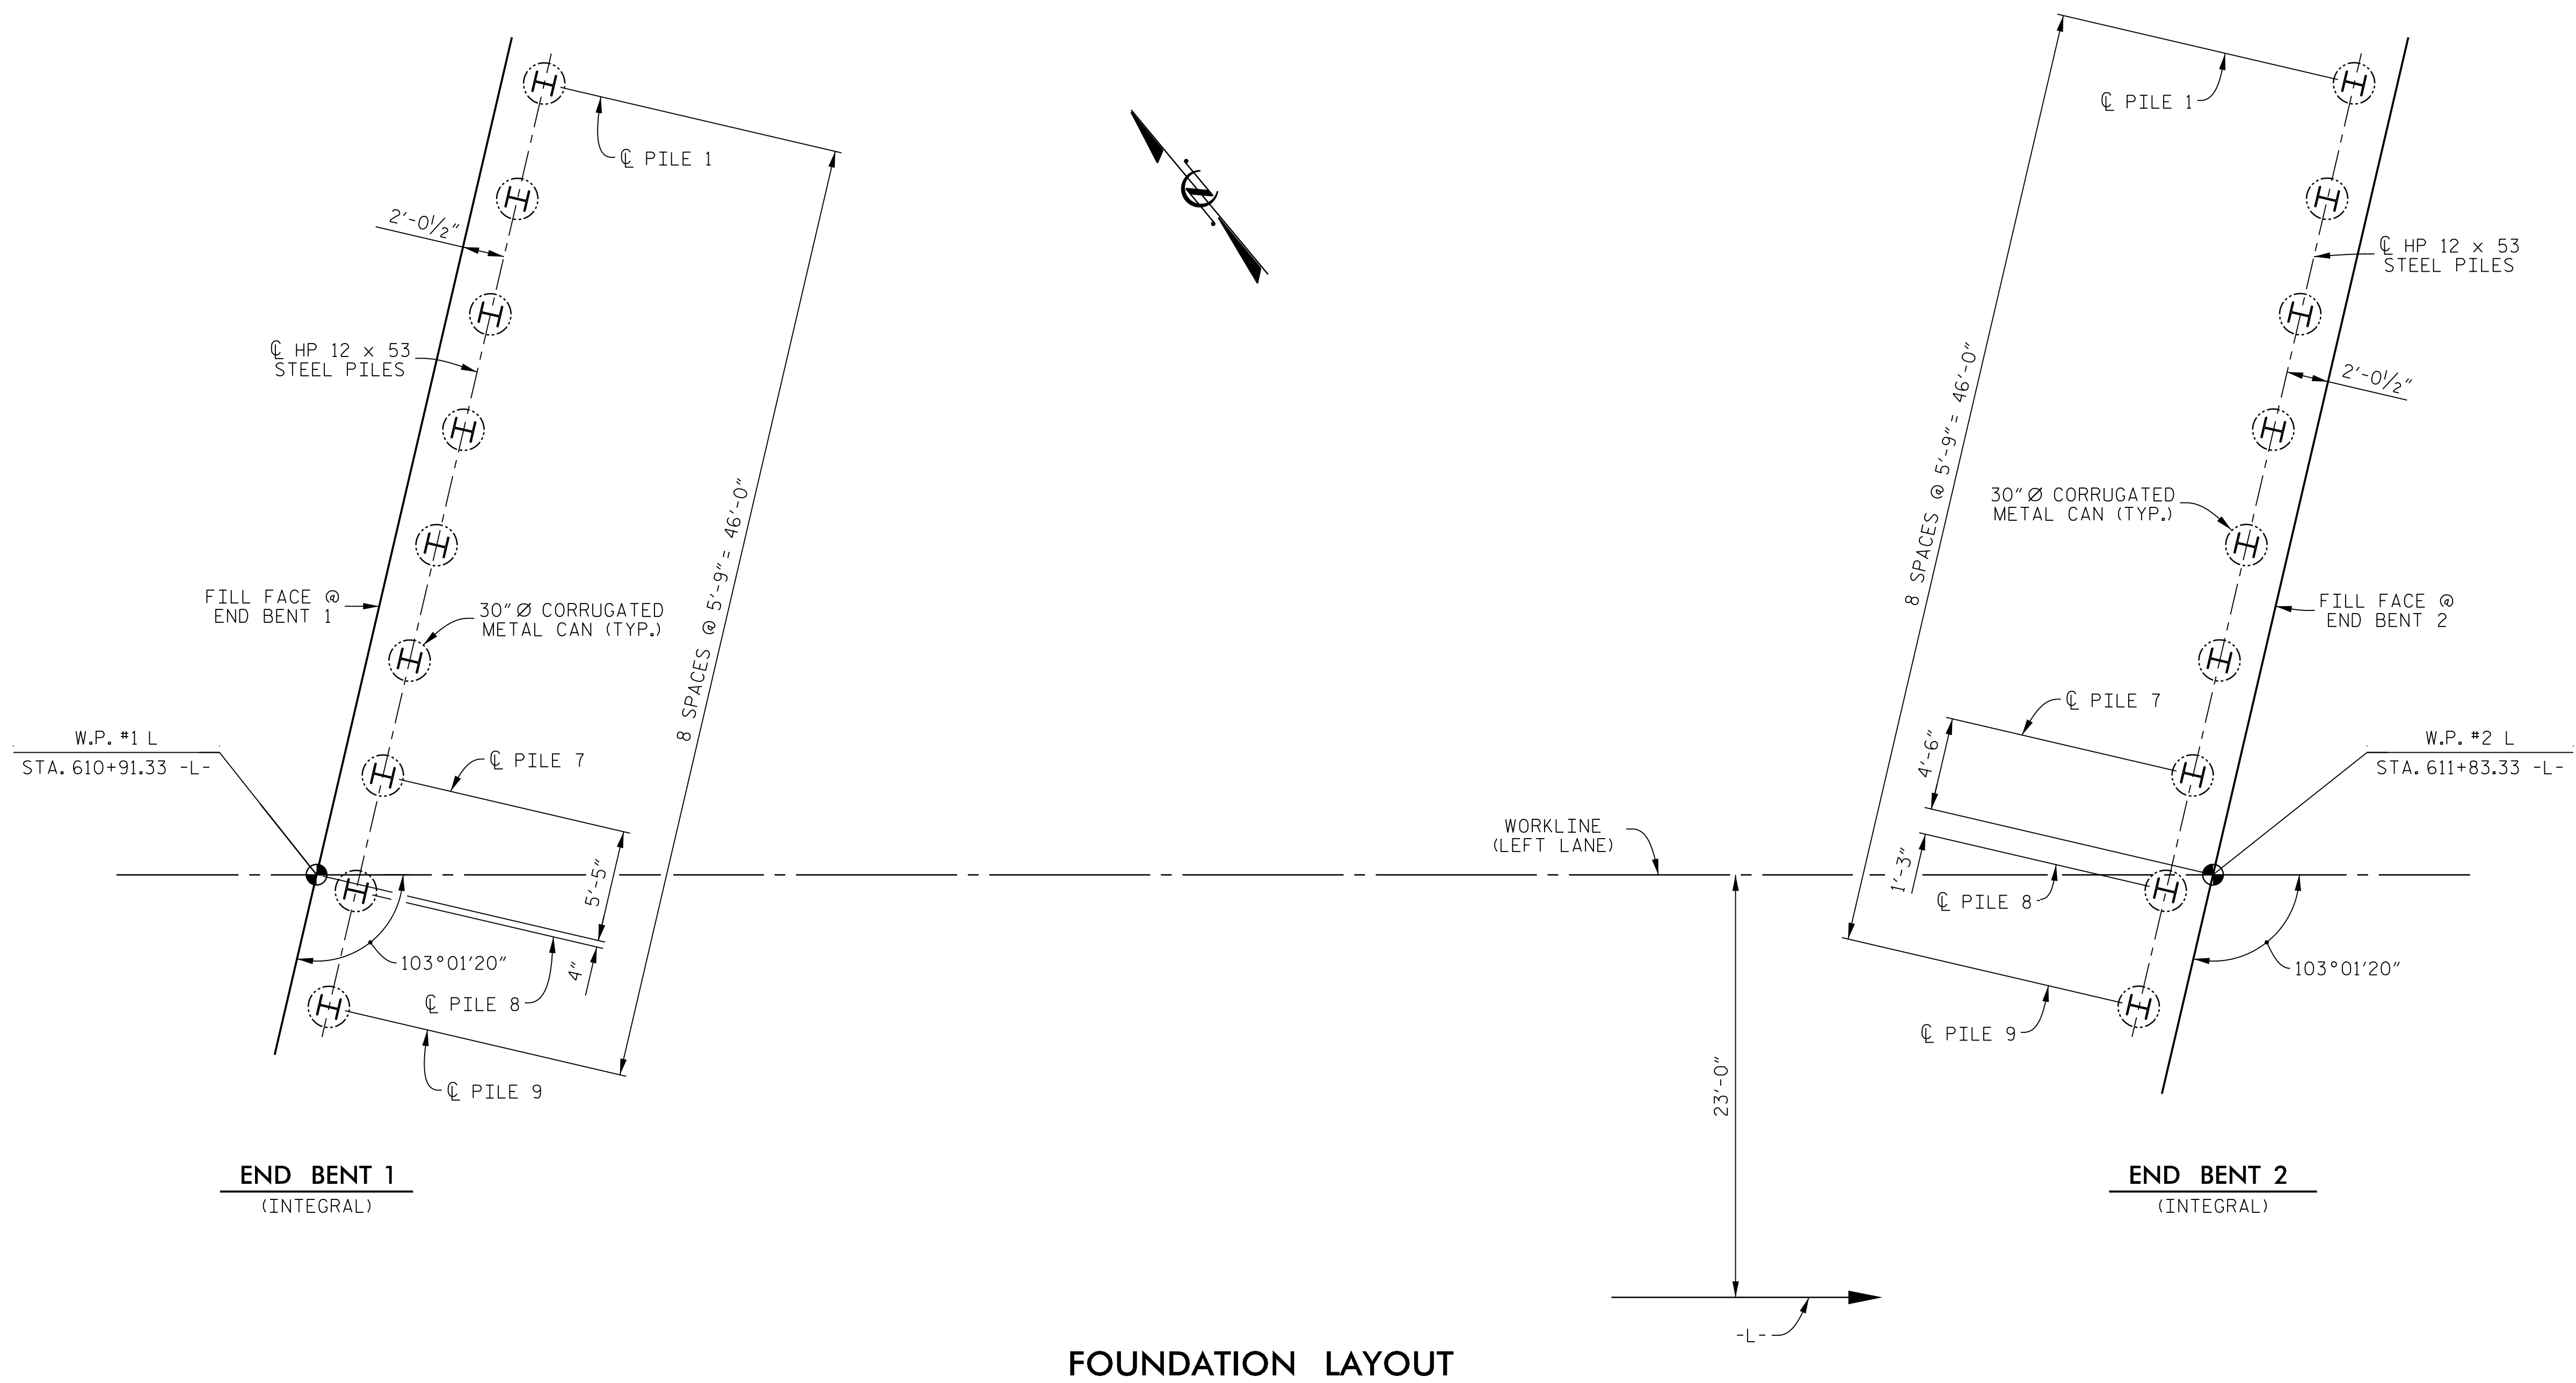 ℄ PILE 1
2'-0½"
℄ HP 12 x 53
STEEL PILES
8 SPACES @ 5'-9" = 46'-0"
FILL FACE @
END BENT 1
30" Ø CORRUGATED
METAL CAN (TYP.)
W.P. #1 L
STA. 610+91.33 -L-
℄ PILE 7
5'-5"
4"
103°01'20"
℄ PILE 8
℄ PILE 9
END BENT 1
(INTEGRAL)
N
WORKLINE
(LEFT LANE)
23'-0"
-L-
℄ PILE 1
℄ HP 12 x 53
STEEL PILES
8 SPACES @ 5'-9" = 46'-0"
2'-0½"
30" Ø CORRUGATED
METAL CAN (TYP.)
FILL FACE @
END BENT 2
℄ PILE 7
4'-6"
1'-3"
W.P. #2 L
STA. 611+83.33 -L-
℄ PILE 8
103°01'20"
℄ PILE 9
END BENT 2
(INTEGRAL)
FOUNDATION LAYOUT